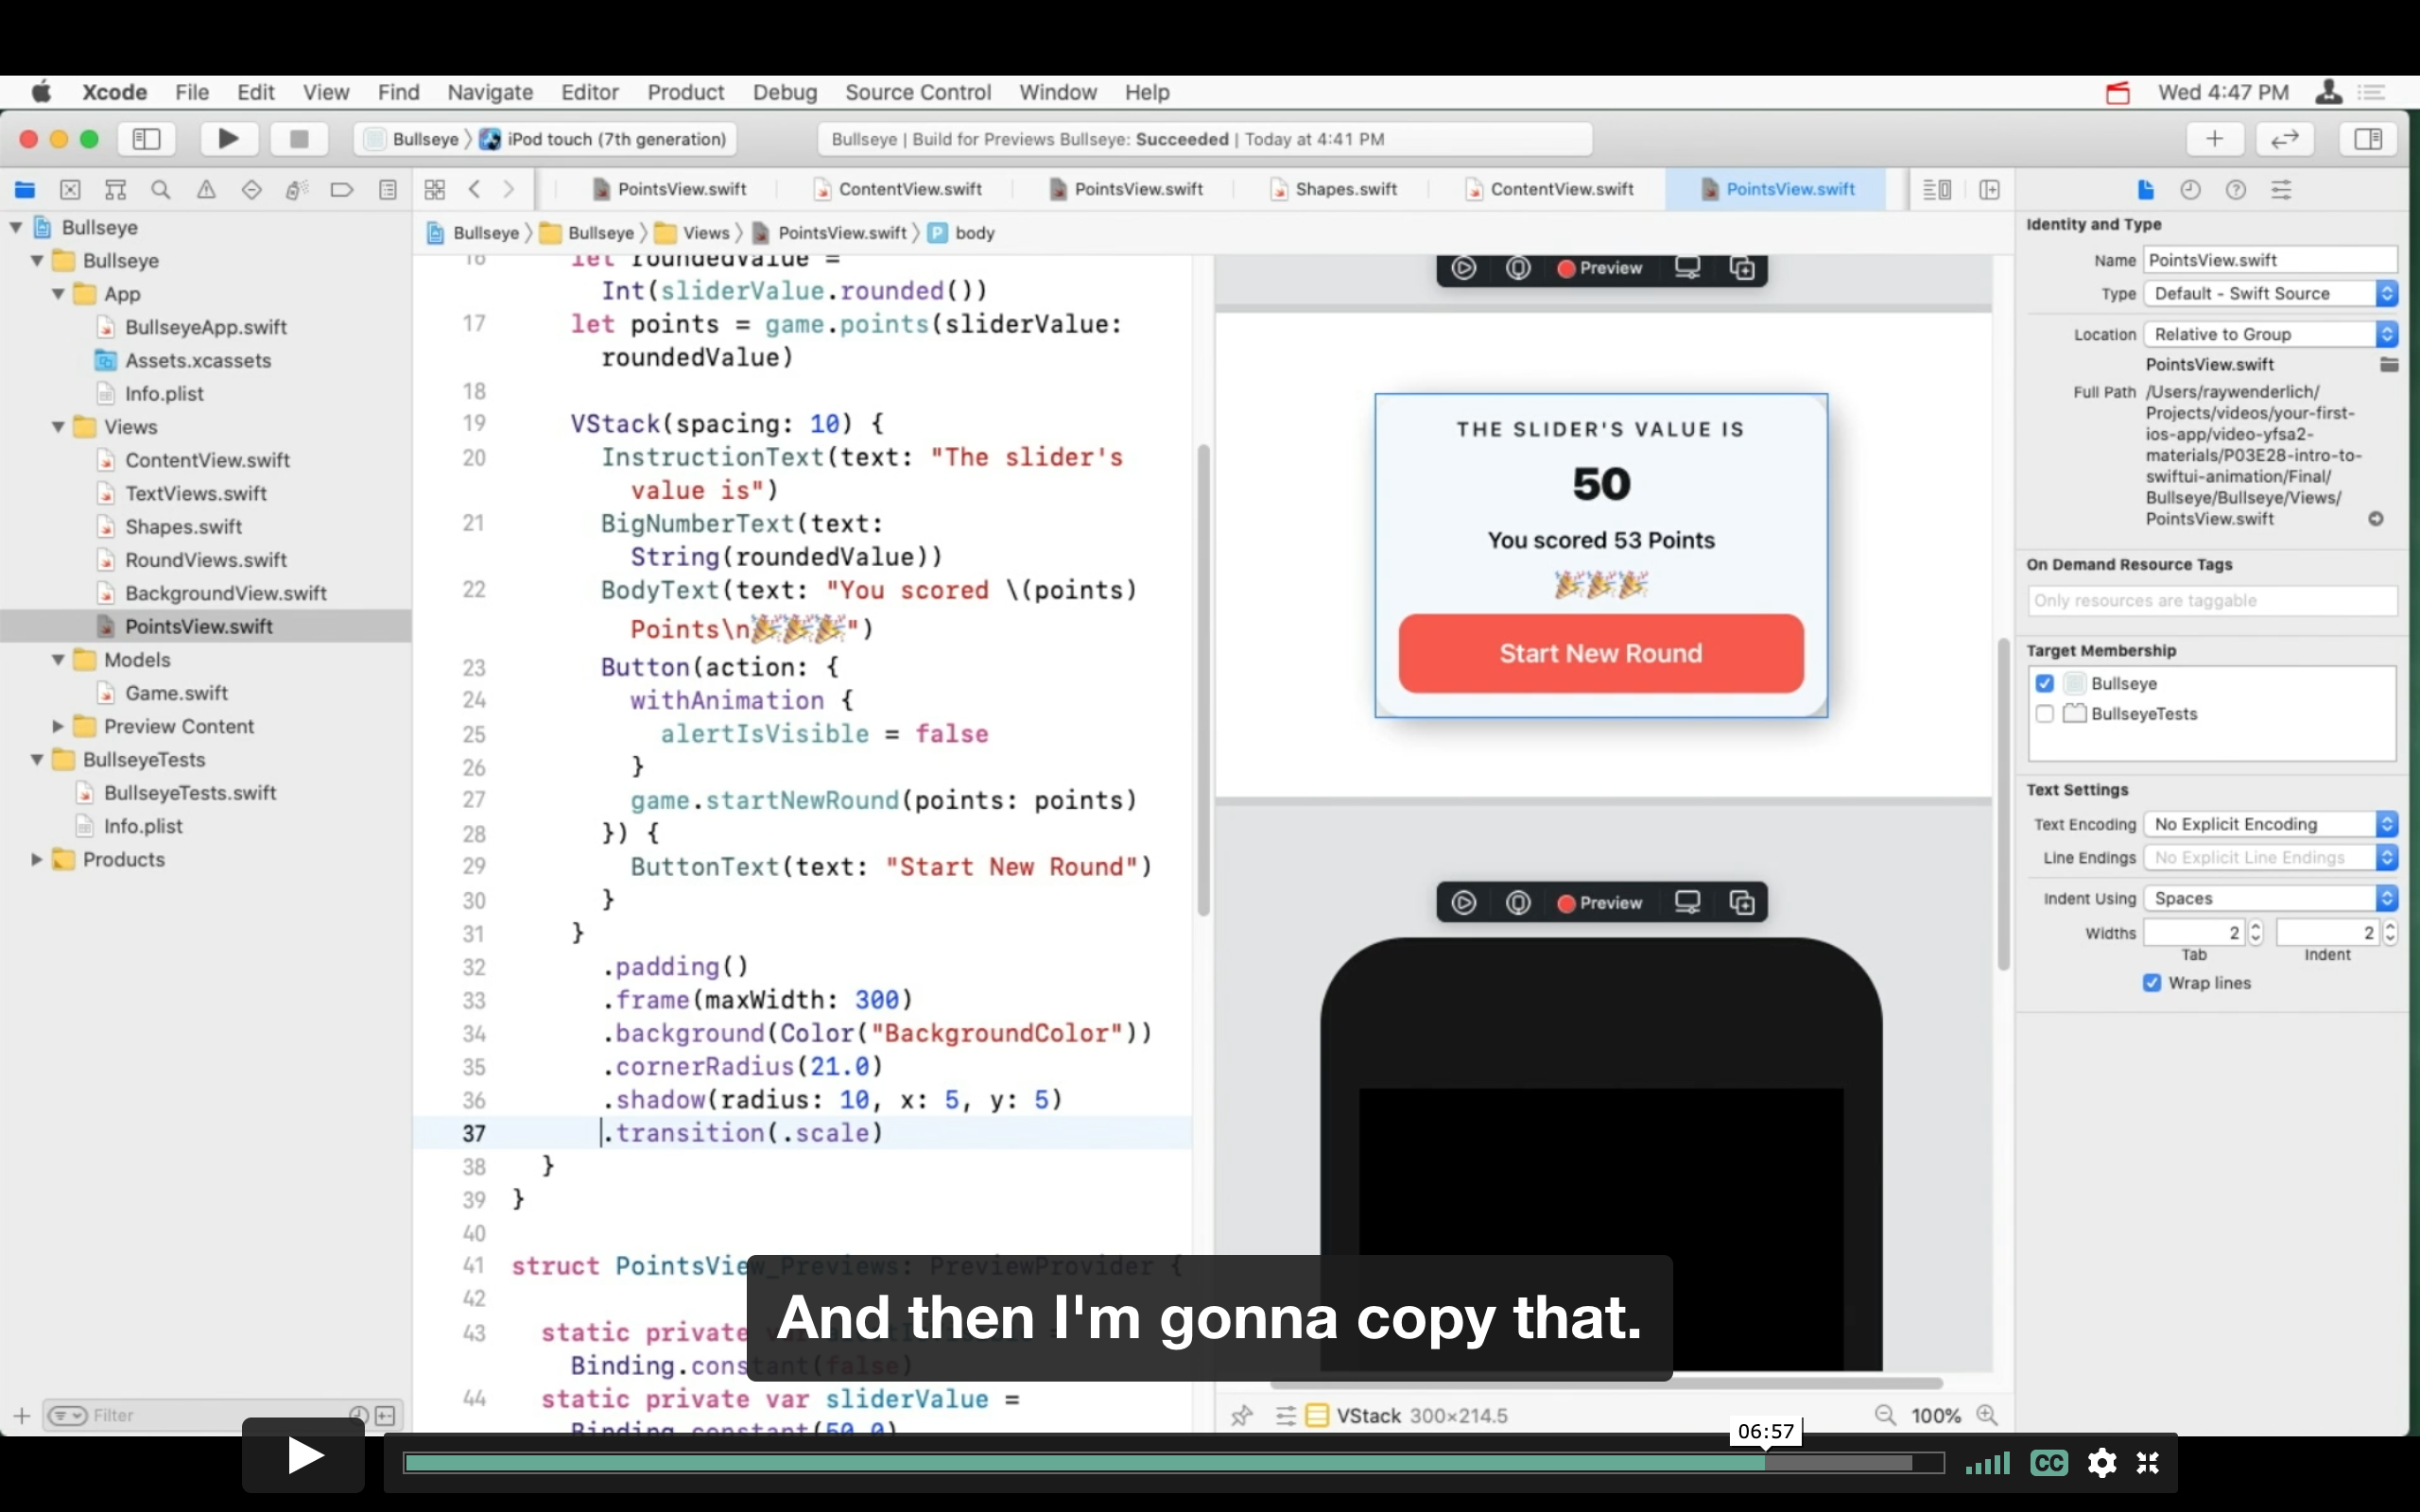 Xcode File Edit View Find Navigate Editor Product Debug Source Control Window Help Wed 4:47 PM
Bullseye iPod touch (7th generation) Bullseye | Build for Previews Bullseye: Succeeded | Today at 4:41 PM
PointsView.swift ContentView.swift PointsView.swift Shapes.swift ContentView.swift PointsView.swift
Bullseye
Bullseye
App
BullseyeApp.swift
Assets.xcassets
Info.plist
Views
ContentView.swift
TextViews.swift
Shapes.swift
RoundViews.swift
BackgroundView.swift
PointsView.swift
Models
Game.swift
Preview Content
BullseyeTests
BullseyeTests.swift
Info.plist
Products
Filter
Bullseye Bullseye Views PointsView.swift P body
16 let roundedValue =
Int(sliderValue.rounded())
17 let points = game.points(sliderValue:
roundedValue)
18
19 VStack(spacing: 10) {
20 InstructionText(text: "The slider's
value is")
21 BigNumberText(text:
String(roundedValue))
22 BodyText(text: "You scored \(points)
Points\n🎉🎉🎉")
23 Button(action: {
24 withAnimation {
25 alertIsVisible = false
26 }
27 game.startNewRound(points: points)
28 }) {
29 ButtonText(text: "Start New Round")
30 }
31 }
32 .padding()
33 .frame(maxWidth: 300)
34 .background(Color("BackgroundColor"))
35 .cornerRadius(21.0)
36 .shadow(radius: 10, x: 5, y: 5)
37 .transition(.scale)
38 }
39 }
40
41 struct PointsView_Previews: PreviewProvider {
42
43 static private var =
Binding.constant(false)
44 static private var sliderValue =
Binding.constant(50.0)
Preview
THE SLIDER'S VALUE IS
50
You scored 53 Points
🎉🎉🎉
Start New Round
Preview
VStack 300×214.5 100%
Identity and Type
Name PointsView.swift
Type Default - Swift Source
Location Relative to Group
PointsView.swift
Full Path /Users/raywenderlich/
Projects/videos/your-first-
ios-app/video-yfsa2-
materials/P03E28-intro-to-
swiftui-animation/Final/
Bullseye/Bullseye/Views/
PointsView.swift
On Demand Resource Tags
Only resources are taggable
Target Membership
Bullseye
BullseyeTests
Text Settings
Text Encoding No Explicit Encoding
Line Endings No Explicit Line Endings
Indent Using Spaces
Widths 2 2
Tab Indent
Wrap lines
And then I'm gonna copy that.
06:57
CC